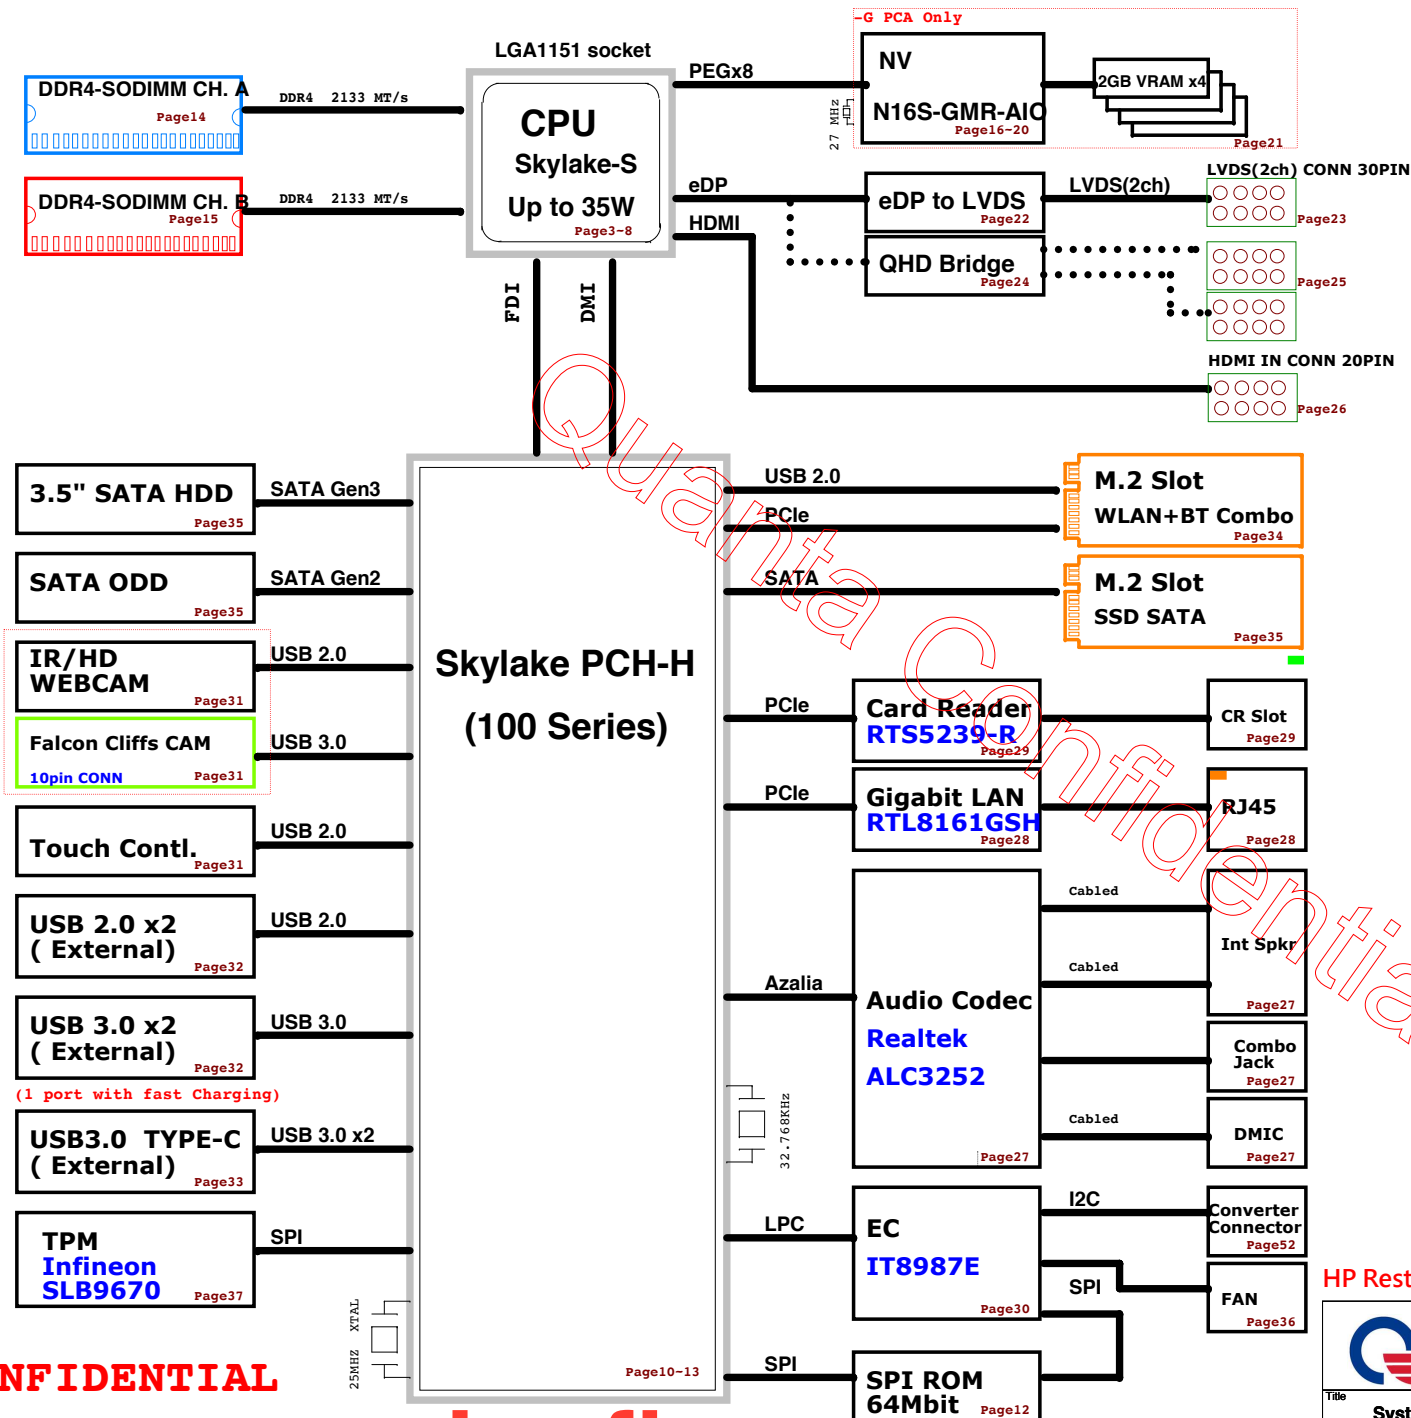 -G PCA Only
LGA1151 socket
DDR4-SODIMM CH. A
Page14
DDR4 2133 MT/s
CPU
Skylake-S
Up to 35W
Page3-8
PEGx8
NV
N16S-GMR-AIO
Page16-20
27 MHz
2GB VRAM x4
Page21
DDR4-SODIMM CH. B
Page15
DDR4 2133 MT/s
eDP
HDMI
eDP to LVDS
Page22
LVDS(2ch)
LVDS(2ch) CONN 30PIN
Page23
QHD Bridge
Page24
Page25
HDMI IN CONN 20PIN
Page26
FDI
DMI
Quanta Confidential
3.5" SATA HDD
Page35
SATA Gen3
SATA ODD
Page35
SATA Gen2
IR/HD
WEBCAM
Page31
USB 2.0
Falcon Cliffs CAM
10pin CONN
Page31
USB 3.0
Touch Contl.
Page31
USB 2.0
USB 2.0 x2
( External)
Page32
USB 2.0
USB 3.0 x2
( External)
Page32
USB 3.0
(1 port with fast Charging)
USB3.0 TYPE-C
( External)
Page33
USB 3.0 x2
TPM
Infineon
SLB9670
Page37
SPI
25MHZ XTAL
Skylake PCH-H
(100 Series)
Page10-13
USB 2.0
PCIe
M.2 Slot
WLAN+BT Combo
Page34
SATA
M.2 Slot
SSD SATA
Page35
PCIe
Card Reader
RTS5239-R
Page29
CR Slot
Page29
PCIe
Gigabit LAN
RTL8161GSH
Page28
RJ45
Page28
Azalia
Audio Codec
Realtek
ALC3252
Page27
Cabled
Cabled
Int Spkr
Page27
Combo
Jack
Page27
Cabled
DMIC
Page27
32.768KHz
LPC
EC
IT8987E
Page30
I2C
Converter
Connector
Page52
SPI
FAN
Page36
SPI
SPI ROM
64Mbit
Page12
HP Rest
Title
Syst
NFIDENTIAL